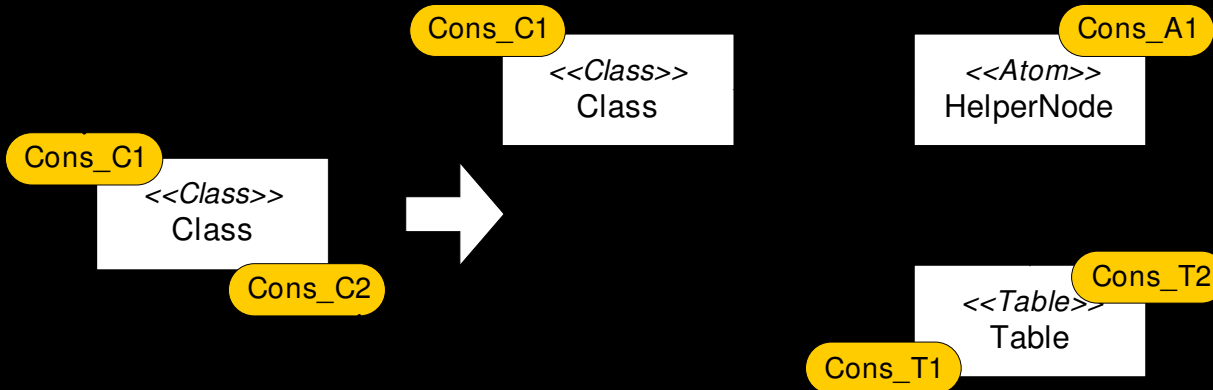 Cons_C1
<<Class>>
Class
Cons_C2
Cons_C1
<<Class>>
Class
Cons_A1
<<Atom>>
HelperNode
Cons_T2
<<Table>>
Table
Cons_T1